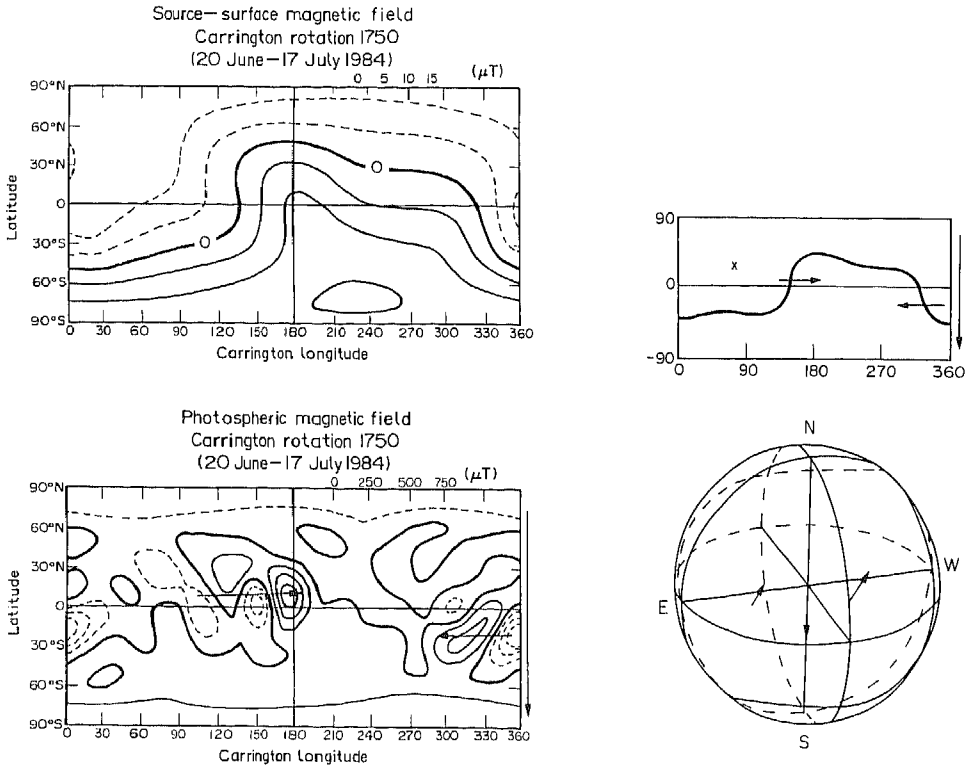 Source-surface magnetic field
Carrington rotation 1750
(20 June-17 July 1984)
0 5 10 15 (μT)
90°N
60°N
30°N
0
30°S
60°S
90°S
Latitude
0
0
0 30 60 90 120 150 180 210 240 270 300 330 360
Carrington longitude
90
0
-90
x
0 90 180 270 360
Photospheric magnetic field
Carrington rotation 1750
(20 June-17 July 1984)
0 250 500 750 (μT)
90°N
60°N
30°N
0
30°S
60°S
90°S
Latitude
0 30 60 90 120 150 180 210 240 270 300 330 360
Carrington longitude
N
W
E
S